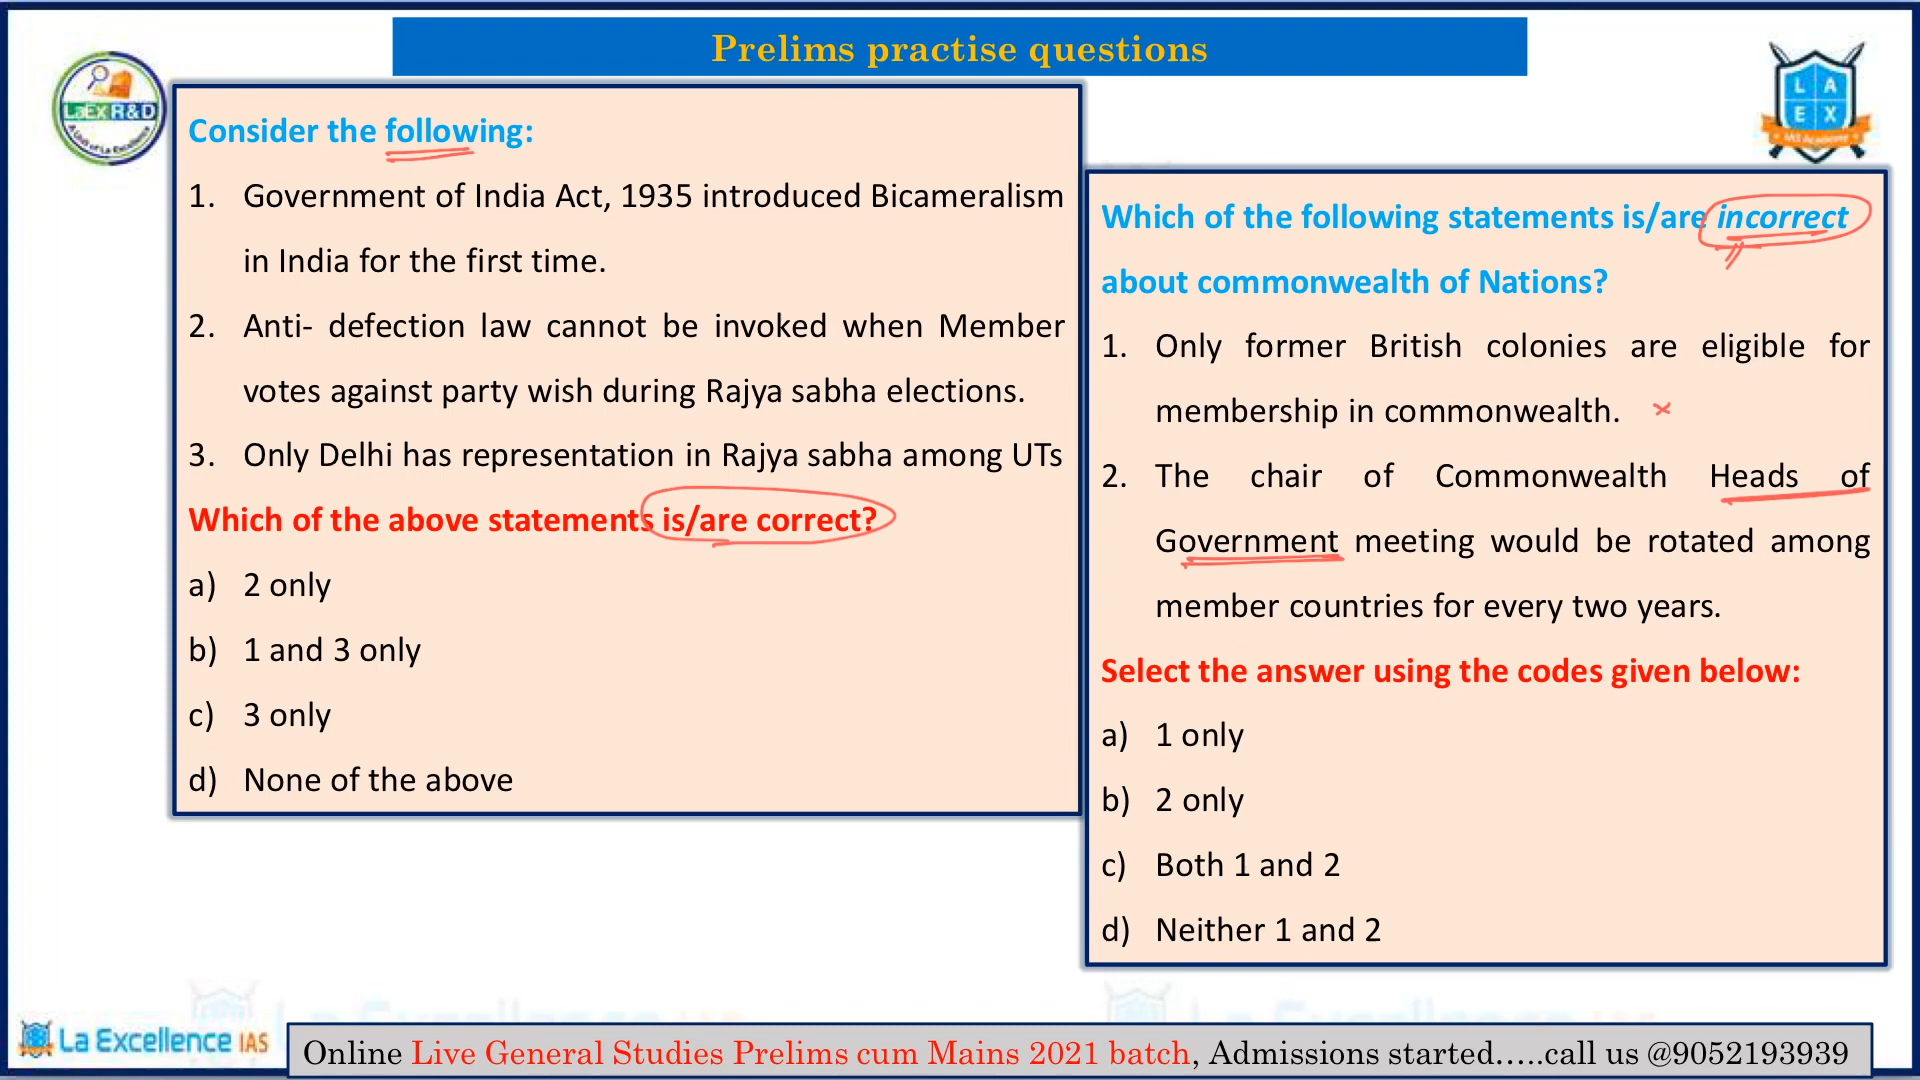 Prelims practise questions
LaEx R&D
L A
E X
IAS Academy
Consider the following:
1. Government of India Act, 1935 introduced Bicameralism
in India for the first time.
2. Anti- defection law cannot be invoked when Member
votes against party wish during Rajya sabha elections.
3. Only Delhi has representation in Rajya sabha among UTs
Which of the above statements is/are correct?
a) 2 only
b) 1 and 3 only
c) 3 only
d) None of the above
Which of the following statements is/are incorrect
about commonwealth of Nations?
1. Only former British colonies are eligible for
membership in commonwealth.
2. The chair of Commonwealth Heads of
Government meeting would be rotated among
member countries for every two years.
Select the answer using the codes given below:
a) 1 only
b) 2 only
c) Both 1 and 2
d) Neither 1 and 2
La Excellence IAS
Online Live General Studies Prelims cum Mains 2021 batch, Admissions started.....call us @9052193939